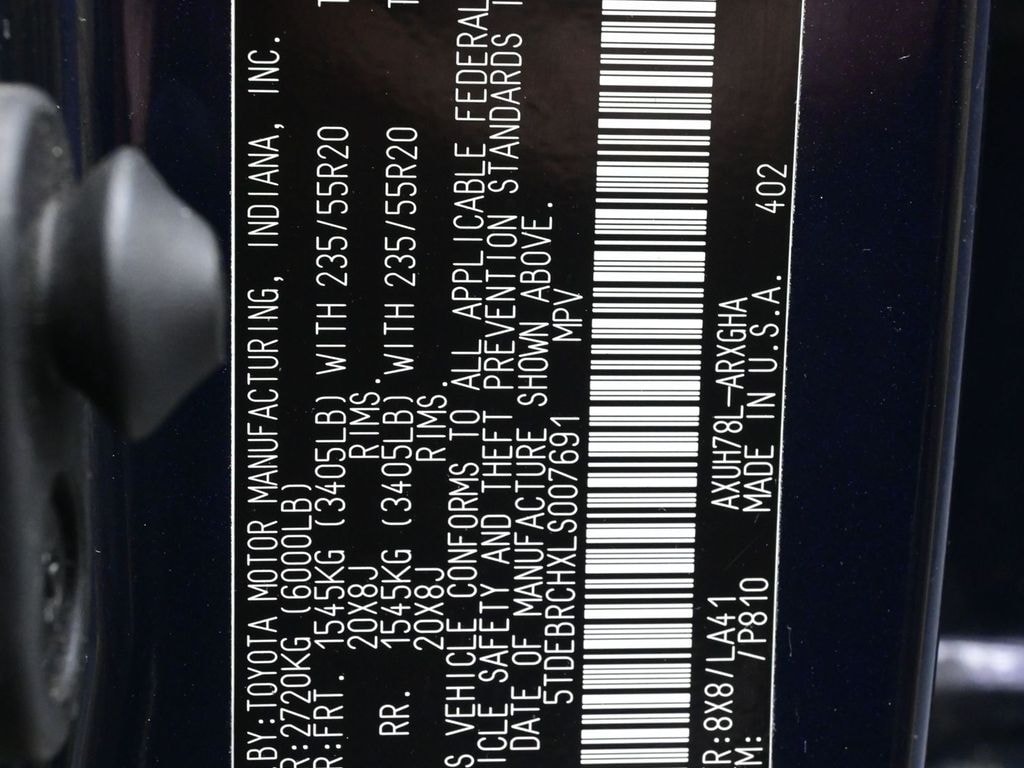 BY:TOYOTA MOTOR MANUFACTURING, INDIANA, INC.
R:2720KG (6000LB)
R:FRT. 1545KG (3405LB) WITH 235/55R20
20X8J RIMS.
RR. 1545KG (3405LB) WITH 235/55R20
20X8J RIMS.
S VEHICLE CONFORMS TO ALL APPLICABLE FEDERAL
ICLE SAFETY AND THEFT PREVENTION STANDARDS
DATE OF MANUFACTURE SHOWN ABOVE.
5TDEBRCHXLS007691 MPV
R:8X8/LA41 AXUH78L-ARXGHA
M: /P810 MADE IN U.S.A. 402